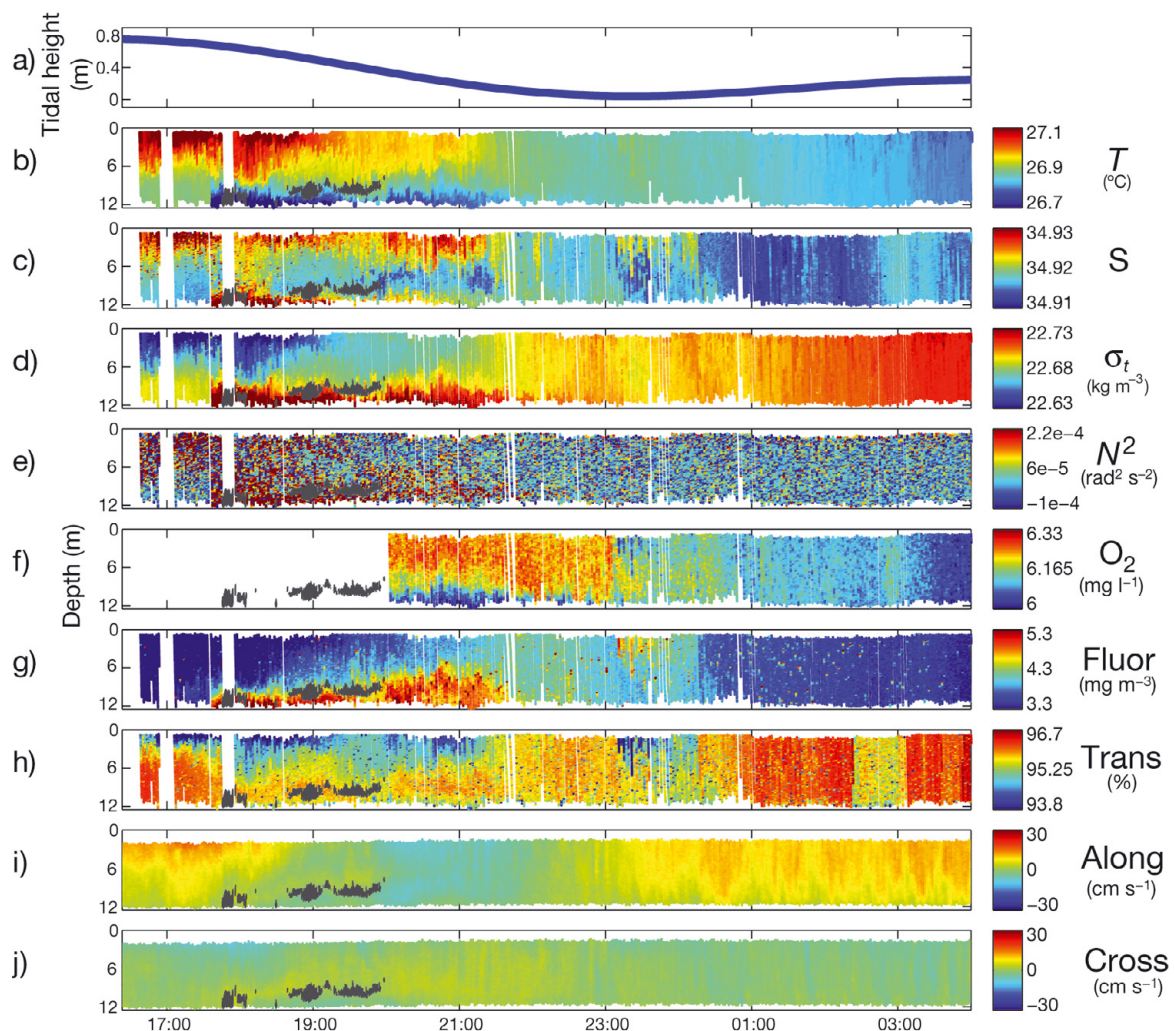 a)
Tidal height
(m)
0.8
0.4
0
b)
0
6
12
27.1
26.9
26.7
T
(°C)
c)
0
6
12
34.93
34.92
34.91
S
d)
0
6
12
22.73
22.68
22.63
σt
(kg m−3)
e)
0
6
12
2.2e−4
6e−5
−1e−4
N2
(rad2 s−2)
Depth (m)
f)
0
6
12
6.33
6.165
6
O2
(mg l−1)
g)
0
6
12
5.3
4.3
3.3
Fluor
(mg m−3)
h)
0
6
12
96.7
95.25
93.8
Trans
(%)
i)
0
6
12
30
0
−30
Along
(cm s−1)
j)
0
6
12
30
0
−30
Cross
(cm s−1)
17:00 19:00 21:00 23:00 01:00 03:00